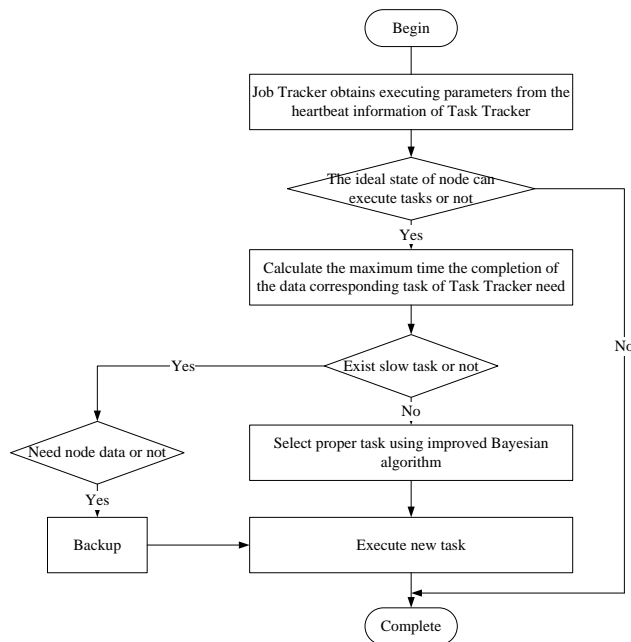 Begin
Job Tracker obtains executing parameters from the
heartbeat information of Task Tracker
The ideal state of node can
execute tasks or not
Yes
Calculate the maximum time the completion of
the data corresponding task of Task Tracker need
No
Yes
Exist slow task or not
No
Need node data or not
Select proper task using improved Bayesian
algorithm
Yes
Backup
Execute new task
Complete